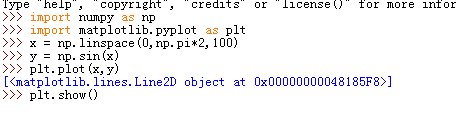 Type "help", "copyright", "credits" or "license()" for more infor
>>> import numpy as np
>>> import matplotlib.pyplot as plt
>>> x = np.linspace(0,np.pi*2,100)
>>> y = np.sin(x)
>>> plt.plot(x,y)
[<matplotlib.lines.Line2D object at 0x00000000048185F8>]
>>> plt.show()